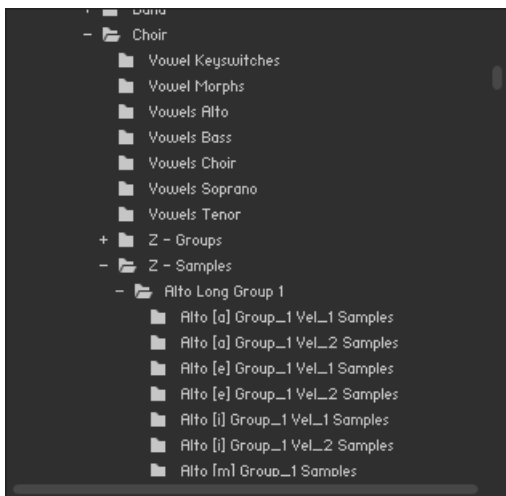 Band
Choir
Vowel Keyswitches
Vowel Morphs
Vowels Alto
Vowels Bass
Vowels Choir
Vowels Soprano
Vowels Tenor
Z - Groups
Z - Samples
Alto Long Group 1
Alto [a] Group_1 Vel_1 Samples
Alto [a] Group_1 Vel_2 Samples
Alto [e] Group_1 Vel_1 Samples
Alto [e] Group_1 Vel_2 Samples
Alto [i] Group_1 Vel_1 Samples
Alto [i] Group_1 Vel_2 Samples
Alto [m] Group_1 Samples